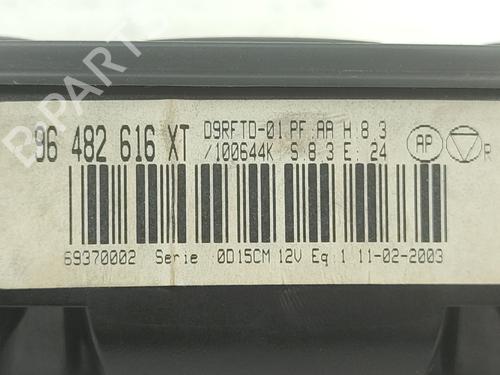 96 482 616 XT
D9RFTD-01 PF AA H 8 3
/100644K S 8 3 E: 24
AP R
69370002 Serie 0D15CM 12V Eq 1 11-02-2003
B-PARTS